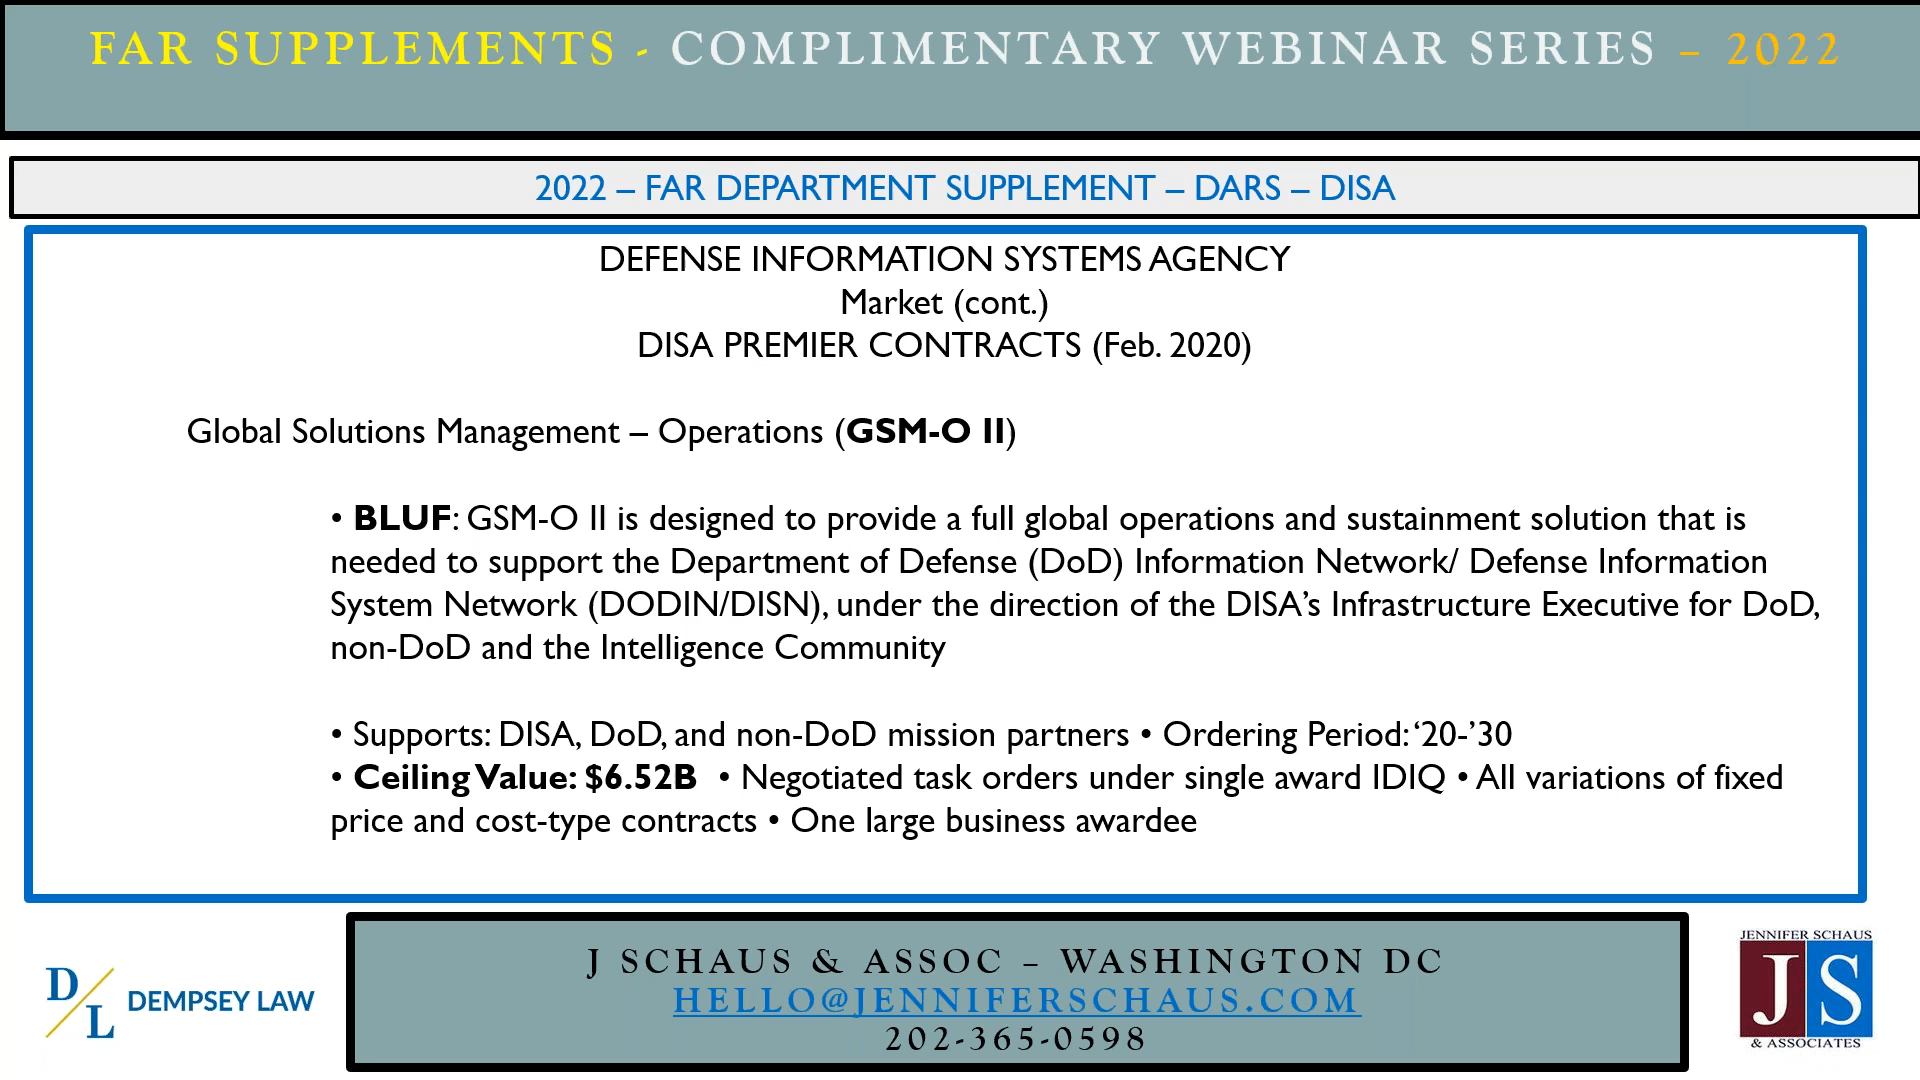 FAR SUPPLEMENTS - COMPLIMENTARY WEBINAR SERIES – 2022
2022 – FAR DEPARTMENT SUPPLEMENT – DARS – DISA
DEFENSE INFORMATION SYSTEMS AGENCY
Market (cont.)
DISA PREMIER CONTRACTS (Feb. 2020)
Global Solutions Management – Operations (GSM-O II)
• BLUF: GSM-O II is designed to provide a full global operations and sustainment solution that is
needed to support the Department of Defense (DoD) Information Network/ Defense Information
System Network (DODIN/DISN), under the direction of the DISA’s Infrastructure Executive for DoD,
non-DoD and the Intelligence Community
• Supports: DISA, DoD, and non-DoD mission partners • Ordering Period: ‘20-’30
• Ceiling Value: $6.52B • Negotiated task orders under single award IDIQ • All variations of fixed
price and cost-type contracts • One large business awardee
D L DEMPSEY LAW
J SCHAUS & ASSOC – WASHINGTON DC
HELLO@JENNIFERSCHAUS.COM
202-365-0598
JENNIFER SCHAUS
JS
& ASSOCIATES